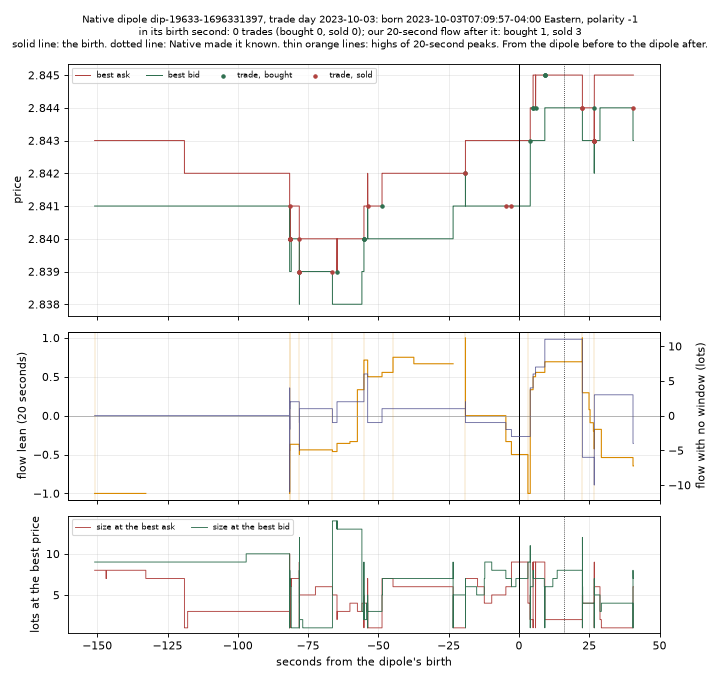 Native dipole dip-19633-1696331397, trade day 2023-10-03: born 2023-10-03T07:09:57-04:00 Eastern, polarity -1
in its birth second: 0 trades (bought 0, sold 0); our 20-second flow after it: bought 1, sold 3
solid line: the birth. dotted line: Native made it known. thin orange lines: highs of 20-second peaks. From the dipole before to the dipole after.
best ask
best bid
trade, bought
trade, sold
2.845
2.844
2.843
2.842
2.841
2.840
2.839
2.838
price
1.0
0.5
0.0
−0.5
−1.0
flow lean (20 seconds)
10
5
0
−5
−10
flow with no window (lots)
size at the best ask
size at the best bid
10
5
lots at the best price
−150
−125
−100
−75
−50
−25
0
25
50
seconds from the dipole's birth